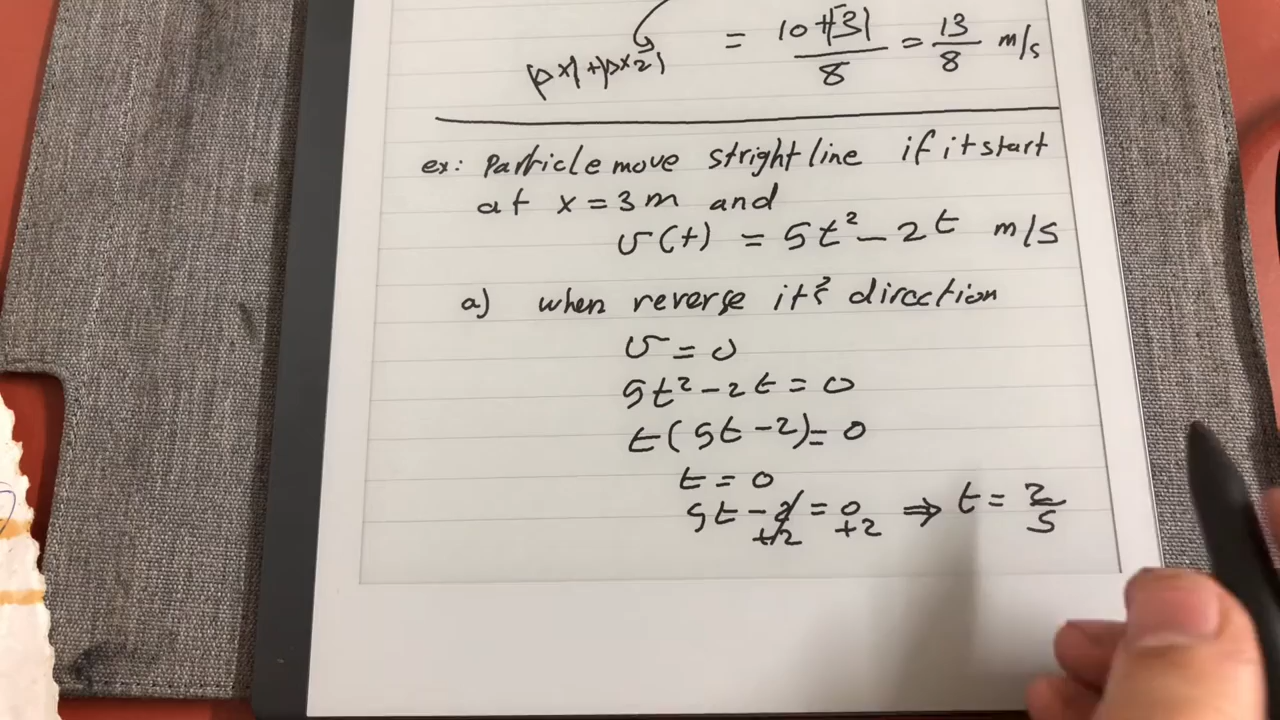 = 10+|-3| / 8 = 13/8 m/s
|Δx1|+|Δx2|
ex: Particle move stright line if it start
at x = 3m and
v(t) = 5t² - 2t m/s
a) when reverse it's direction
v = 0
5t² - 2t = 0
t(5t - 2) = 0
t = 0
5t - 2 = 0 ⇒ t = 2/5
+2 +2